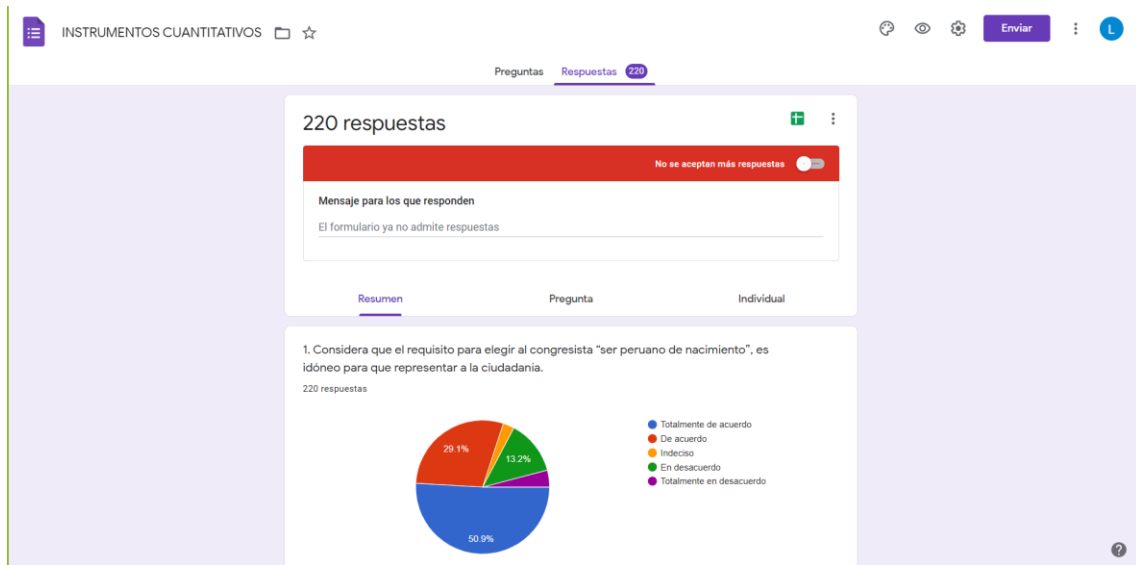 INSTRUMENTOS CUANTITATIVOS
Enviar
L
Preguntas Respuestas 220
220 respuestas
No se aceptan más respuestas
Mensaje para los que responden
El formulario ya no admite respuestas
Resumen Pregunta Individual
1. Considera que el requisito para elegir al congresista “ser peruano de nacimiento”, es
idóneo para que representar a la ciudadanía.
220 respuestas
Totalmente de acuerdo
De acuerdo
Indeciso
En desacuerdo
Totalmente en desacuerdo
29.1%
13.2%
50.9%